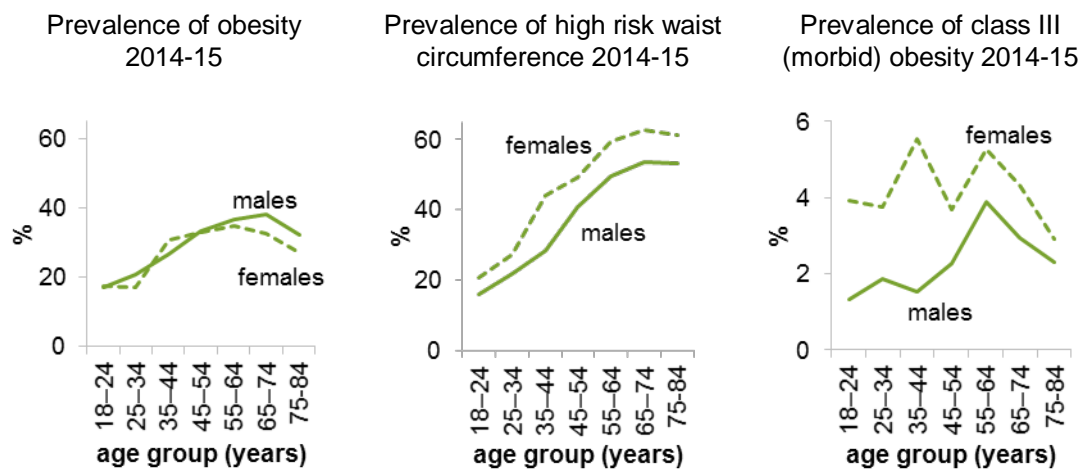 Prevalence of obesity
2014-15
60
40
20
0
%
males
females
18–24
25–34
35–44
45–54
55–64
65–74
75-84
age group (years)
Prevalence of high risk waist
circumference 2014-15
60
40
20
0
%
females
males
18–24
25–34
35–44
45–54
55–64
65–74
75-84
age group (years)
Prevalence of class III
(morbid) obesity 2014-15
6
4
2
0
%
females
males
18–24
25–34
35–44
45–54
55–64
65–74
75-84
age group (years)